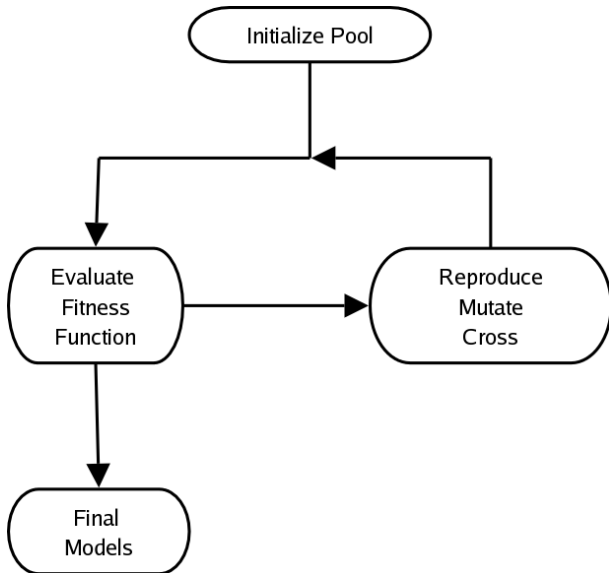 Initialize Pool
Evaluate
Fitness
Function
Reproduce
Mutate
Cross
Final
Models